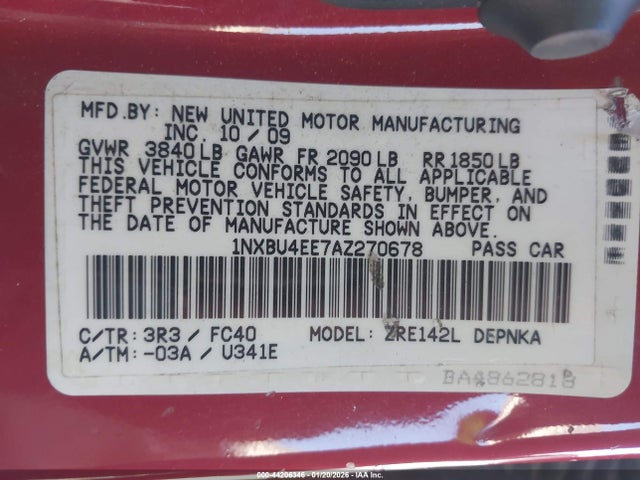 MFD.BY: NEW UNITED MOTOR MANUFACTURING
INC. 10 / 09
GVWR 3840 LB GAWR FR 2090 LB RR 1850 LB
THIS VEHICLE CONFORMS TO ALL APPLICABLE
FEDERAL MOTOR VEHICLE SAFETY, BUMPER, AND
THEFT PREVENTION STANDARDS IN EFFECT ON
THE DATE OF MANUFACTURE SHOWN ABOVE.
1NXBU4EE7AZ270678 PASS CAR
C/TR: 3R3 / FC40 MODEL: ZRE142L DEPNKA
A/TM: -03A / U341E
00-44206346 - 01/20/2026 - © IAA Inc.